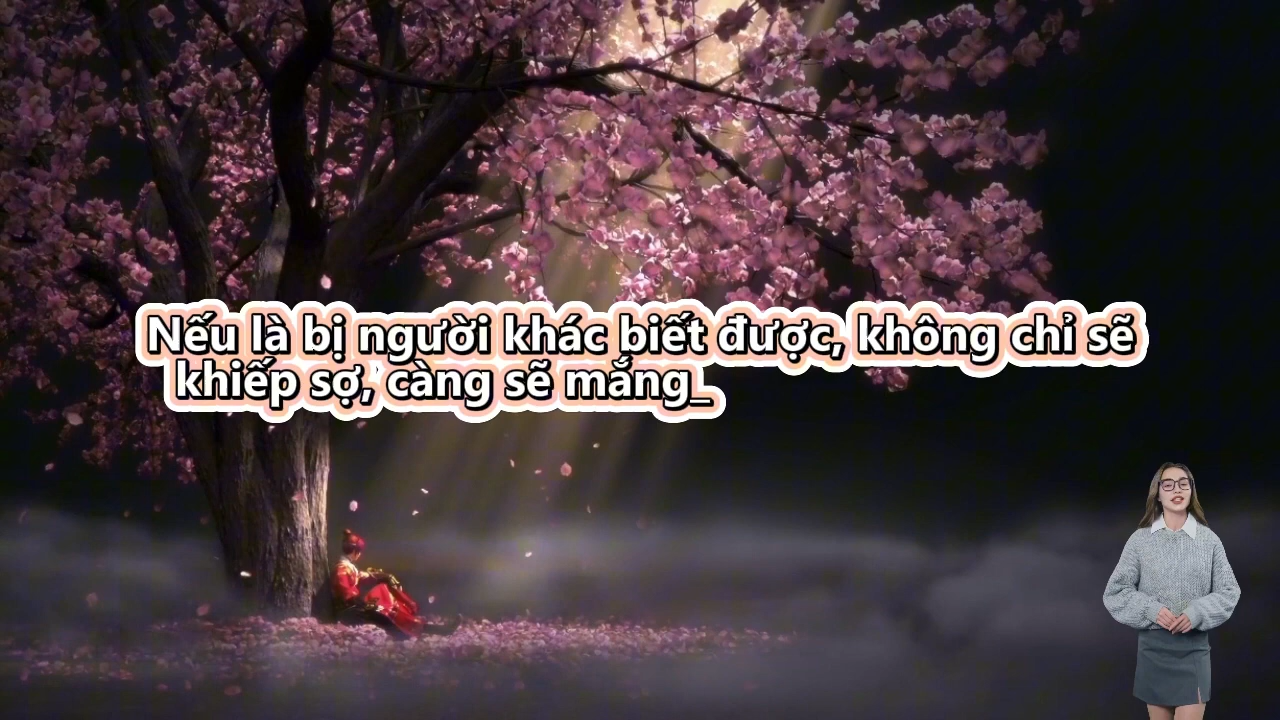 Nếu là bị người khác biết được, không chỉ sẽ
khiếp sợ, càng sẽ mắng_